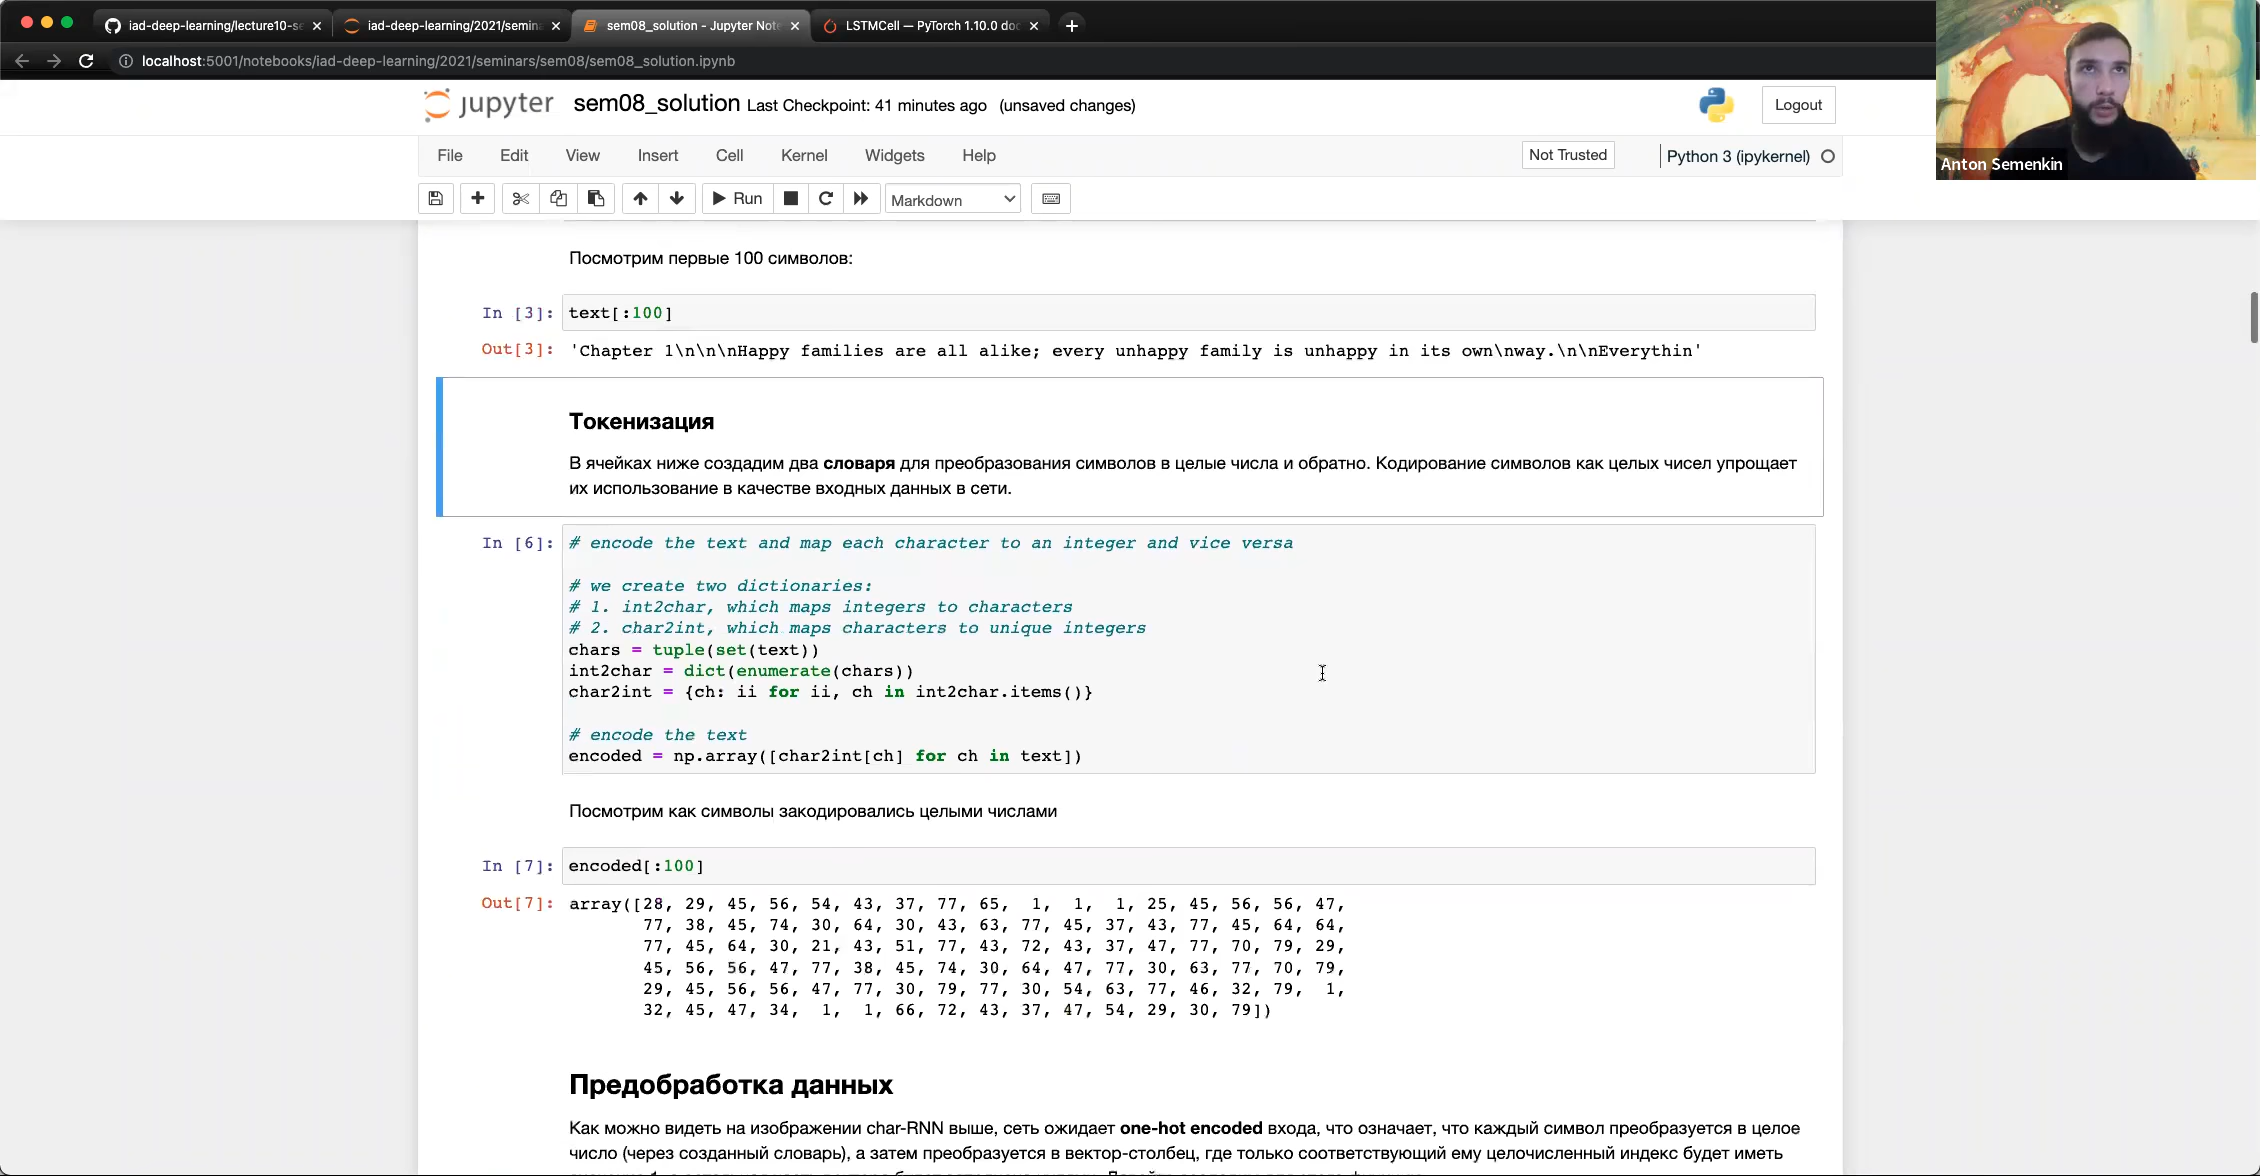 iad-deep-learning/lecture10-se
iad-deep-learning/2021/semina
sem08_solution - Jupyter Note
LSTMCell — PyTorch 1.10.0 doc
localhost:5001/notebooks/iad-deep-learning/2021/seminars/sem08/sem08_solution.ipynb
jupyter sem08_solution Last Checkpoint: 41 minutes ago (unsaved changes)
Logout
Anton Semenkin
File Edit View Insert Cell Kernel Widgets Help
Not Trusted
Python 3 (ipykernel)
Run
Markdown
Посмотрим первые 100 символов:
In [3]: text[:100]
Out[3]: 'Chapter 1\n\n\nHappy families are all alike; every unhappy family is unhappy in its own\nway.\n\nEverythin'
Токенизация
В ячейках ниже создадим два словаря для преобразования символов в целые числа и обратно. Кодирование символов как целых чисел упрощает
их использование в качестве входных данных в сети.
In [6]: # encode the text and map each character to an integer and vice versa
# we create two dictionaries:
# 1. int2char, which maps integers to characters
# 2. char2int, which maps characters to unique integers
chars = tuple(set(text))
int2char = dict(enumerate(chars))
char2int = {ch: ii for ii, ch in int2char.items()}
# encode the text
encoded = np.array([char2int[ch] for ch in text])
Посмотрим как символы закодировались целыми числами
In [7]: encoded[:100]
Out[7]: array([28, 29, 45, 56, 54, 43, 37, 77, 65, 1, 1, 1, 25, 45, 56, 56, 47,
77, 38, 45, 74, 30, 64, 30, 43, 63, 77, 45, 37, 43, 77, 45, 64, 64,
77, 45, 64, 30, 21, 43, 51, 77, 43, 72, 43, 37, 47, 77, 70, 79, 29,
45, 56, 56, 47, 77, 38, 45, 74, 30, 64, 47, 77, 30, 63, 77, 70, 79,
29, 45, 56, 56, 47, 77, 30, 79, 77, 30, 54, 63, 77, 46, 32, 79, 1,
32, 45, 47, 34, 1, 1, 66, 72, 43, 37, 47, 54, 29, 30, 79])
Предобработка данных
Как можно видеть на изображении char-RNN выше, сеть ожидает one-hot encoded входа, что означает, что каждый символ преобразуется в целое
число (через созданный словарь), а затем преобразуется в вектор-столбец, где только соответствующий ему целочисленный индекс будет иметь